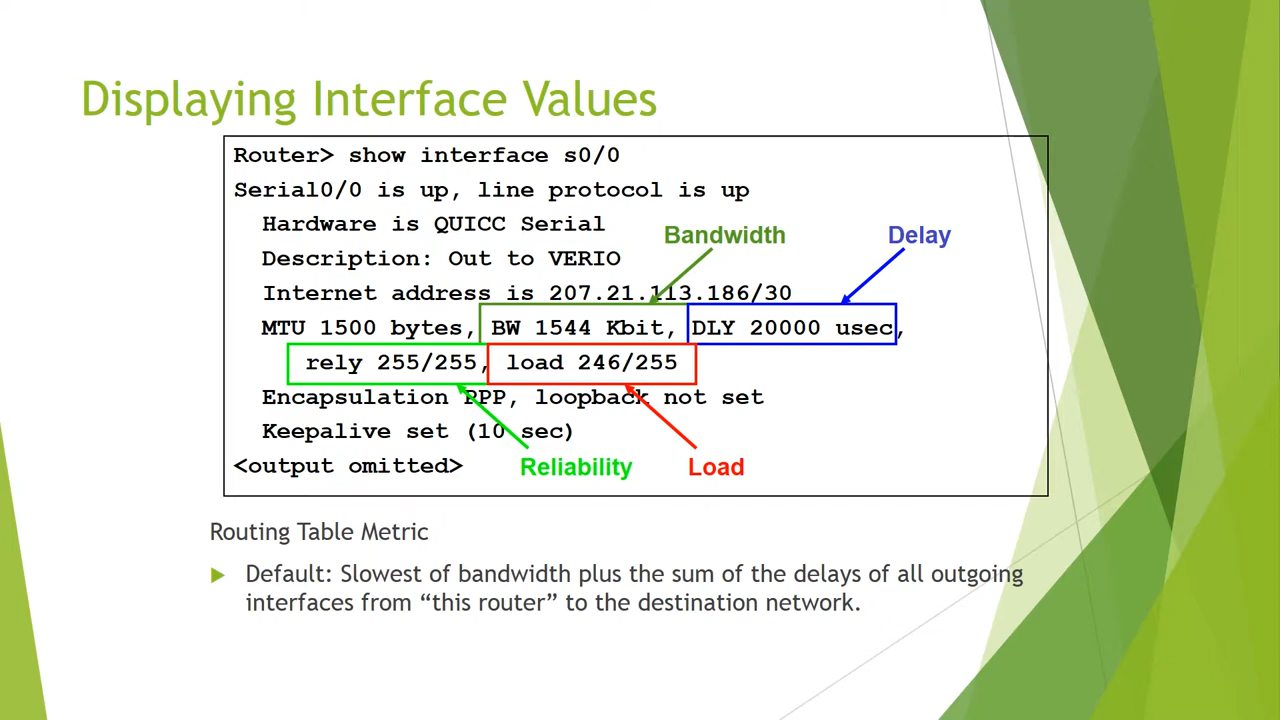 Displaying Interface Values
Router> show interface s0/0
Serial0/0 is up, line protocol is up
Hardware is QUICC Serial
Bandwidth
Delay
Description: Out to VERIO
Internet address is 207.21.113.186/30
MTU 1500 bytes, BW 1544 Kbit, DLY 20000 usec,
rely 255/255, load 246/255
Encapsulation PPP, loopback not set
Keepalive set (10 sec)
<output omitted>
Reliability
Load
Routing Table Metric
Default: Slowest of bandwidth plus the sum of the delays of all outgoing
interfaces from “this router” to the destination network.